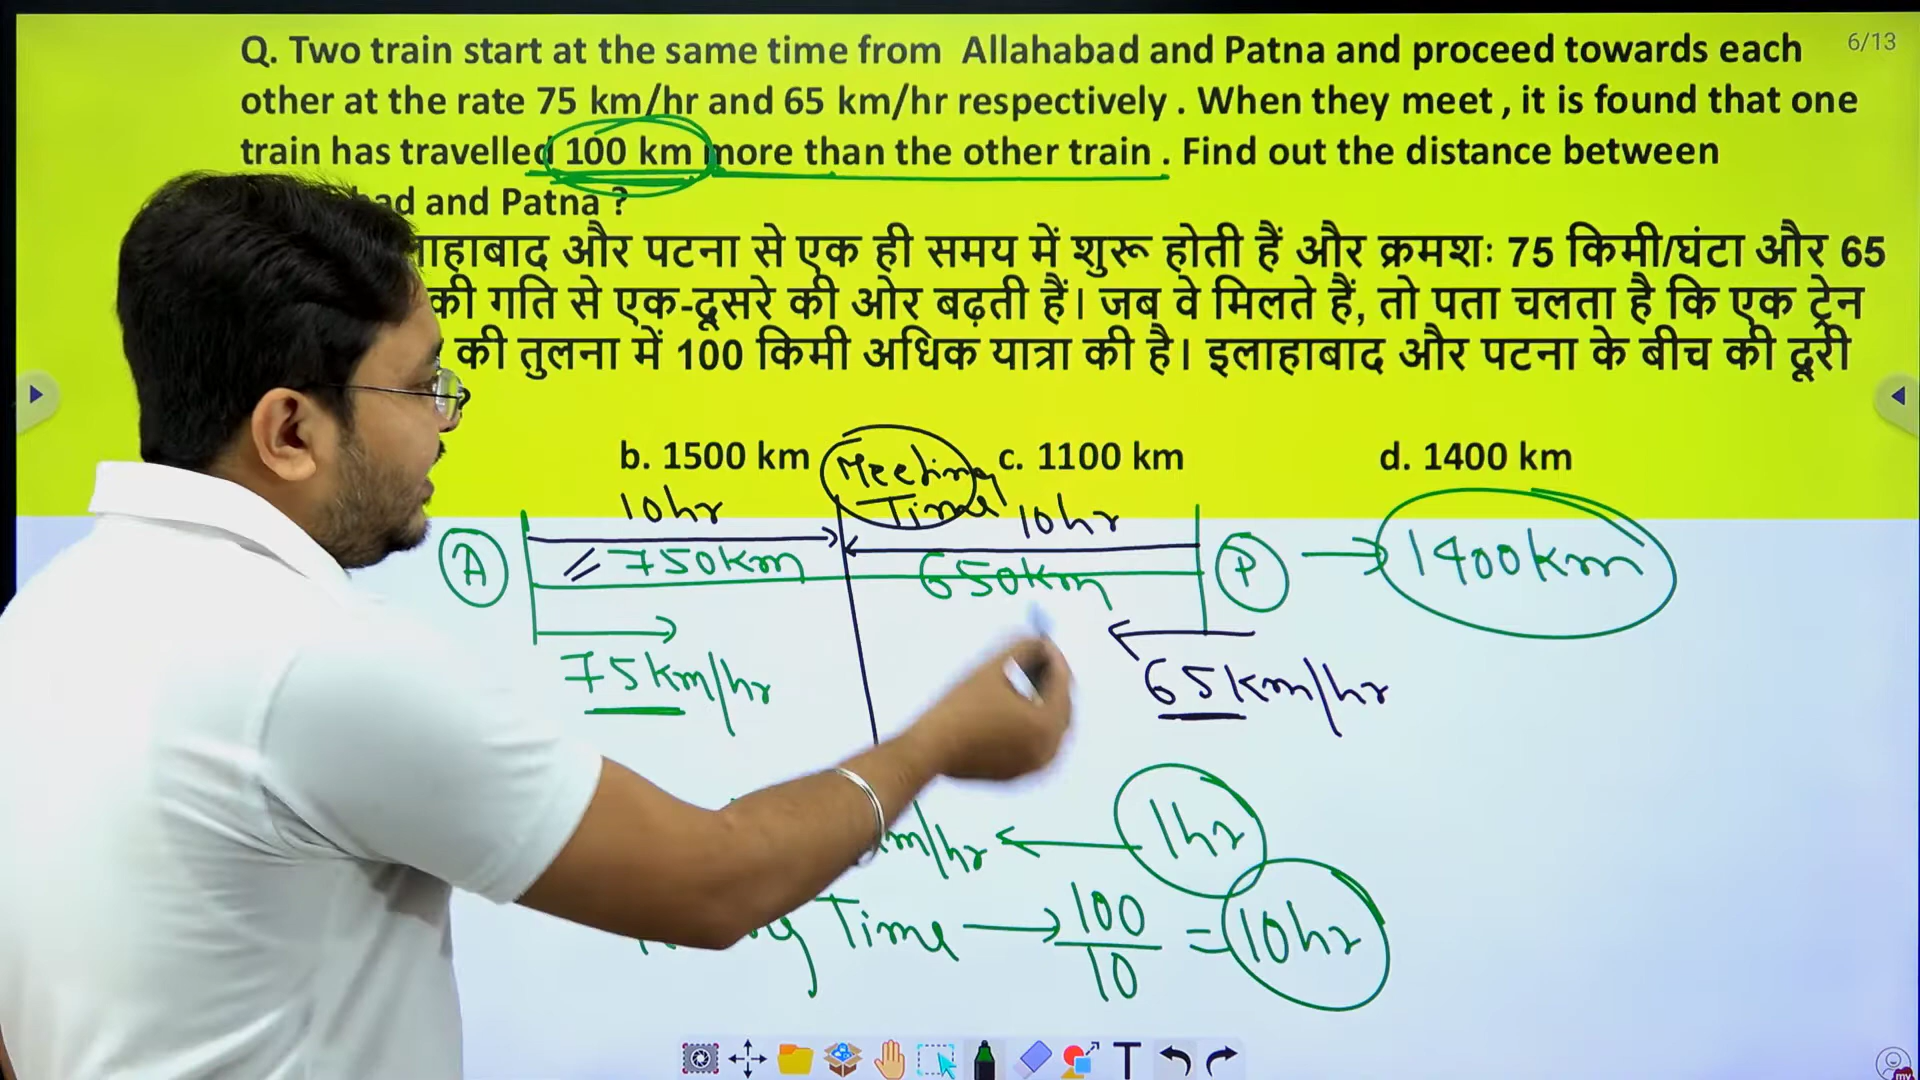 Q. Two train start at the same time from Allahabad and Patna and proceed towards each
6/13
other at the rate 75 km/hr and 65 km/hr respectively . When they meet , it is found that one
train has travelled 100 km more than the other train . Find out the distance between
and Patna ?
और पटना से एक ही समय में शुरू होती हैं और क्रमशः 75 किमी/घंटा और 65
की गति से एक-दूसरे की ओर बढ़ती हैं। जब वे मिलते हैं, तो पता चलता है कि एक ट्रेन
की तुलना में 100 किमी अधिक यात्रा की है। इलाहाबाद और पटना के बीच की दूरी
?
b. 1500 km
c. 1100 km
d. 1400 km
Meeting
Time
10hr
10hr
A
750km
650km
P
1400km
75km/hr
65km/hr
m/hr
1hr
Time
100
10
=
10hr
T